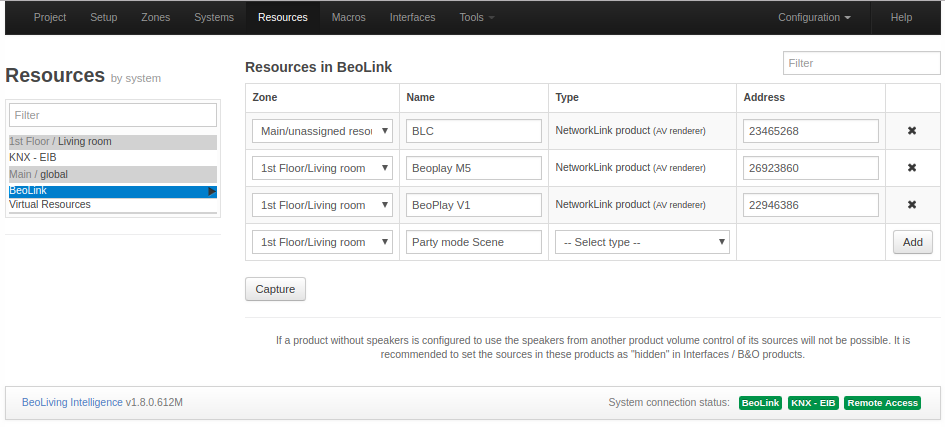 Project Setup Zones Systems Resources Macros Interfaces Tools Configuration Help
Resources by system
Filter
1st Floor / Living room
KNX - EIB
Main / global
BeoLink
Virtual Resources
Resources in BeoLink
Filter
Zone Name Type Address
Main/unassigned resou BLC NetworkLink product (AV renderer) 23465268
1st Floor/Living room Beoplay M5 NetworkLink product (AV renderer) 26923860
1st Floor/Living room BeoPlay V1 NetworkLink product (AV renderer) 22946386
1st Floor/Living room Party mode Scene -- Select type -- Add
Capture
If a product without speakers is configured to use the speakers from another product volume control of its sources will not be possible. It is
recommended to set the sources in these products as "hidden" in Interfaces / B&O products.
BeoLiving Intelligence v1.8.0.612M System connection status: BeoLink KNX - EIB Remote Access